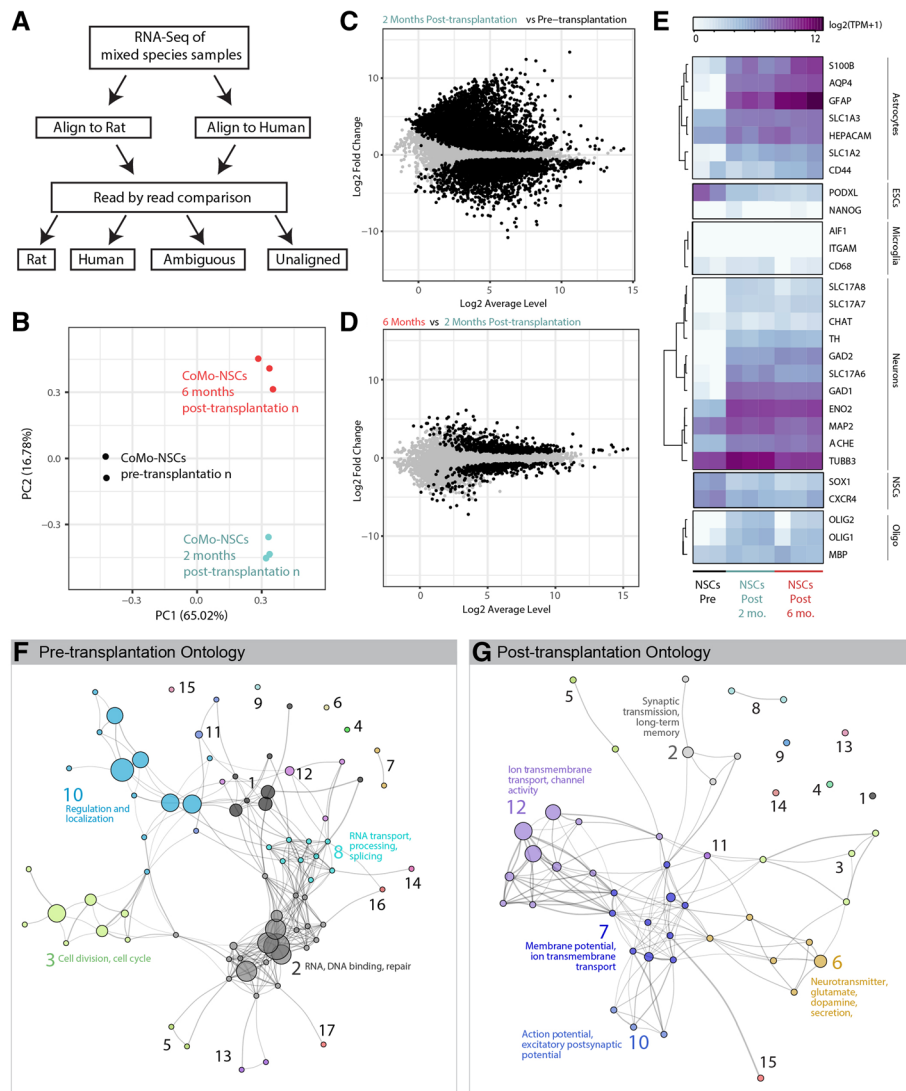 A
RNA-Seq of
mixed species samples
Align to Rat
Align to Human
Read by read comparison
Rat
Human
Ambiguous
Unaligned
B
0.3
0.0
−0.3
PC2 (16.78%)
CoMo-NSCs
6 months
post-transplantatio n
CoMo-NSCs
pre-transplantatio n
CoMo-NSCs
2 months
post-transplantatio n
−0.3
0.0
0.3
PC1 (65.02%)
C
2 Months Post-transplantation vs Pre−transplantation
Log2 Fold Change
10
0
−10
0
5
10
15
Log2 Average Level
D
6 Months vs 2 Months Post-transplantation
Log2 Fold Change
10
0
−10
0
5
10
15
Log2 Average Level
E
log2(TPM+1)
0
12
S100B
AQP4
GFAP
SLC1A3
HEPACAM
SLC1A2
CD44
Astrocytes
PODXL
NANOG
ESCs
AIF1
ITGAM
CD68
Microglia
SLC17A8
SLC17A7
CHAT
TH
GAD2
SLC17A6
GAD1
ENO2
MAP2
ACHE
TUBB3
Neurons
SOX1
CXCR4
NSCs
OLIG2
OLIG1
MBP
Oligo
NSCs
Pre
NSCs
Post
2 mo.
NSCs
Post
6 mo.
F Pre-transplantation Ontology
15
9
6
11
4
7
1
12
10
Regulation and
localization
8
RNA transport,
processing,
splicing
14
16
3 Cell division, cell cycle
2 RNA, DNA binding, repair
5
13
17
G Post-transplantation Ontology
5
Synaptic
transmission,
long-term
memory
2
8
13
9
4
14
1
Ion transmembrane
transport, channel
activity
12
11
3
7
Membrane potential,
ion transmembrane
transport
6
Neurotransmitter,
glutamate,
dopamine,
secretion,
Action potential,
excitatory postsynaptic
potential
10
15